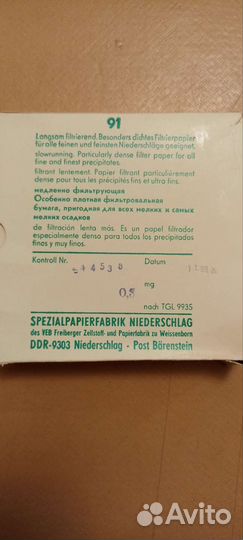 91
Langsam filtrierend. Besonders dichtes Filtrierpapier
für alle feinen und feinsten Niederschläge geeignet.
slowrunning. Particularly dense filter paper for all
fine and finest precipitates.
filtrant lentement. Papier filtrant particulièrement
dense pour tous les précipités fins et ultra fins.
медленно фильтрующая
Особенно плотная фильтровальная
бумага, пригодная для всех мелких и самых
мелких осадков
de filtración lenta más. Es un papel filtrador
especialmente denso para todos los precipitados
finos y muy finos.
Kontroll Nr. Datum
mg
nach TGL 9935
SPEZIALPAPIERFABRIK NIEDERSCHLAG
des VEB Freiberger Zellstoff- und Papierfabrik zu Weissenborn
DDR-9303 Niederschlag - Post Bärenstein
Avito